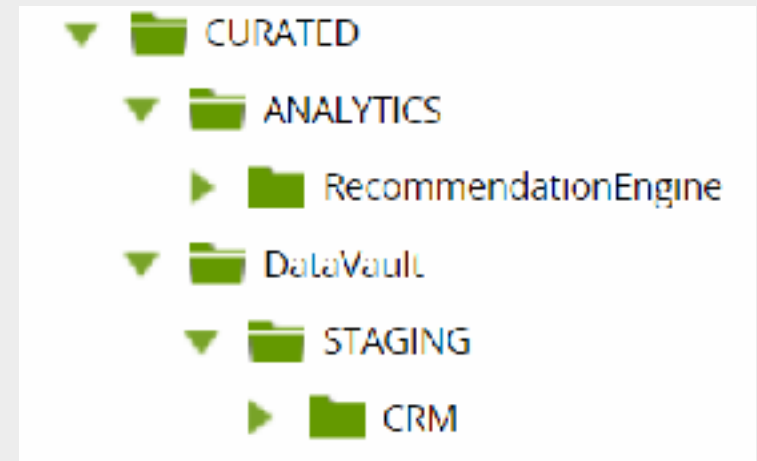 CURATED
ANALYTICS
RecommendationEngine
DataVault
STAGING
CRM